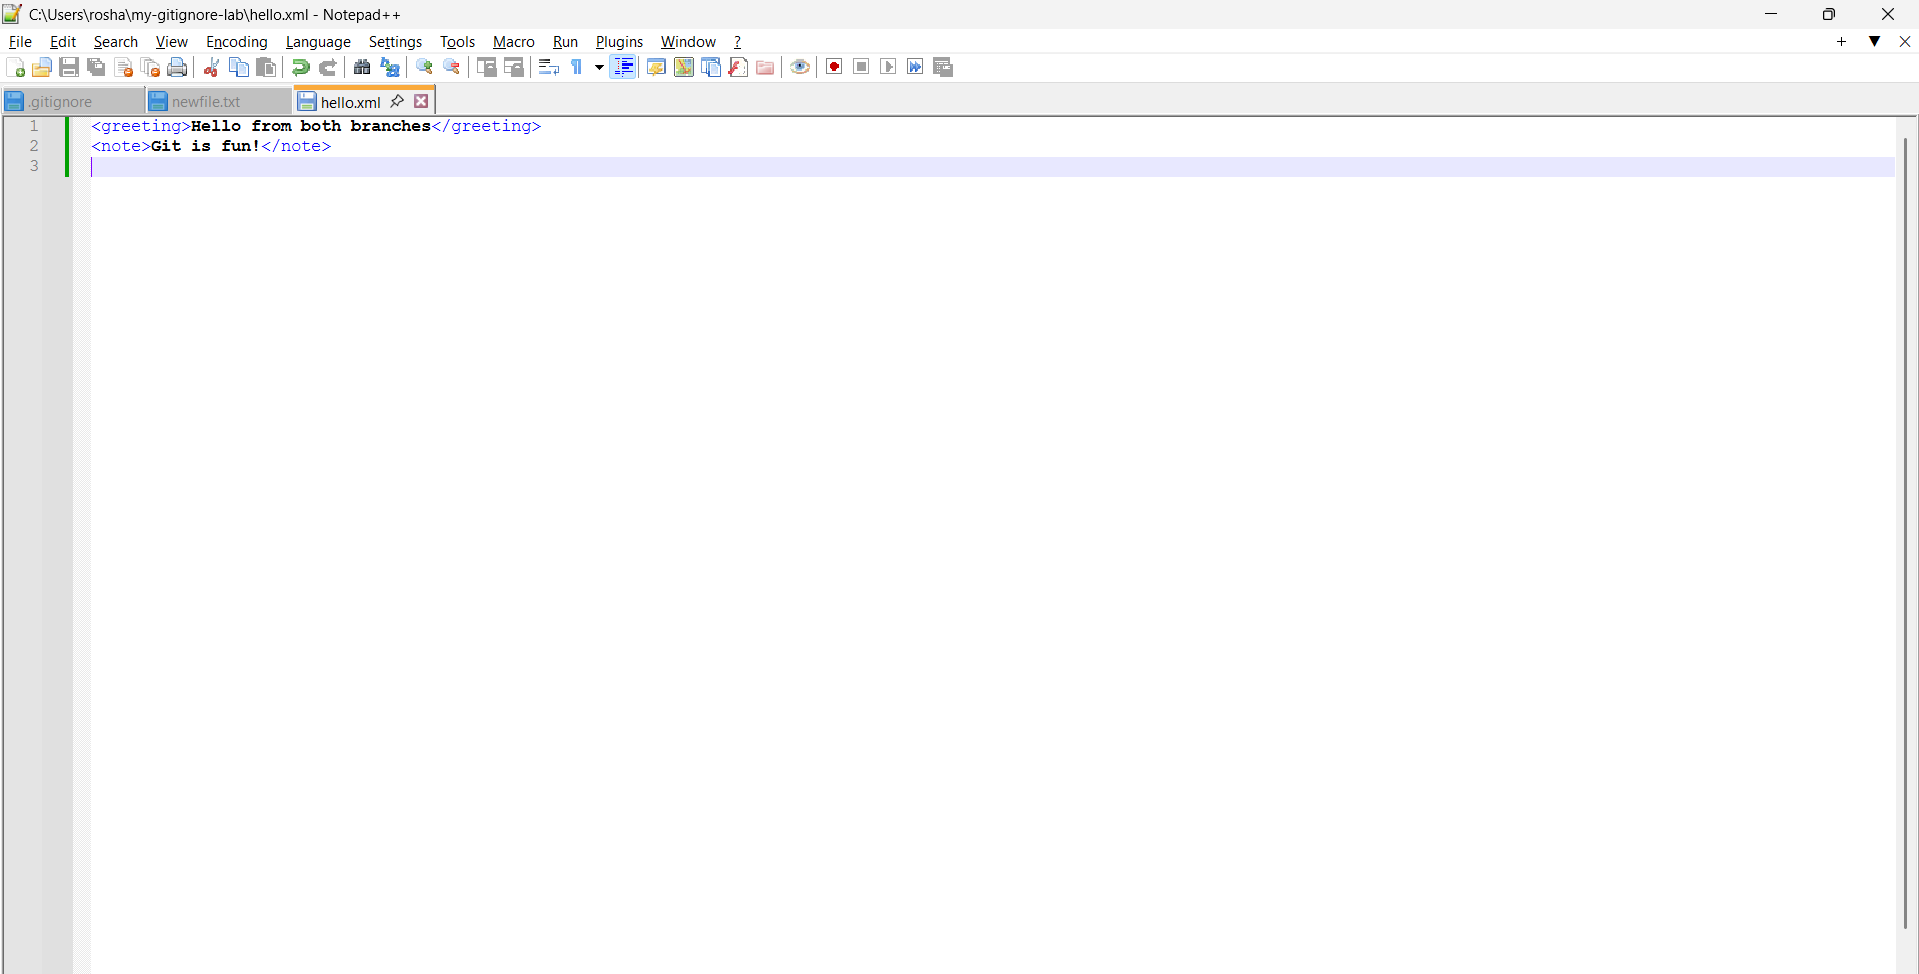 C:\Users\rosha\my-gitignore-lab\hello.xml - Notepad++
File Edit Search View Encoding Language Settings Tools Macro Run Plugins Window ?
.gitignore newfile.txt hello.xml
1 <greeting>Hello from both branches</greeting>
2 <note>Git is fun!</note>
3